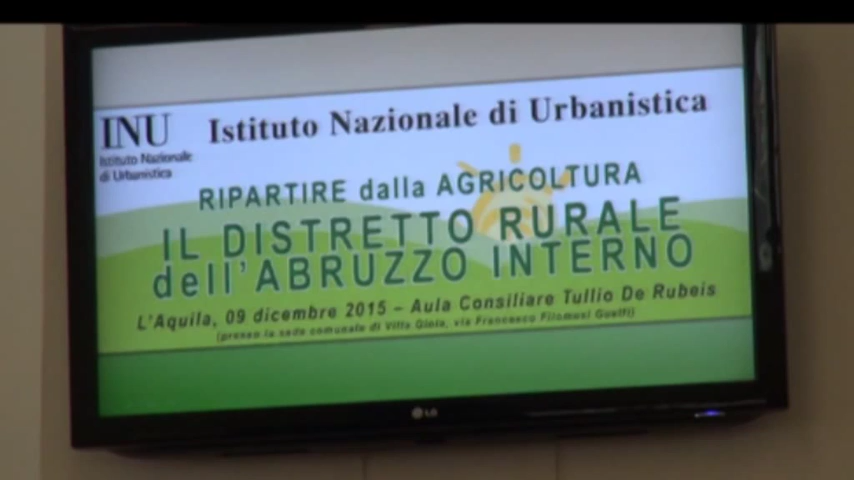 INU Istituto Nazionale di Urbanistica
Istituto Nazionale
di Urbanistica
RIPARTIRE dalla AGRICOLTURA
IL DISTRETTO RURALE
dell'ABRUZZO INTERNO
L'Aquila, 09 dicembre 2015 – Aula Consiliare Tullio De Rubeis
(presso la sede comunale di Villa Gioia, via Francesco Filomusi Guelfi)
LG